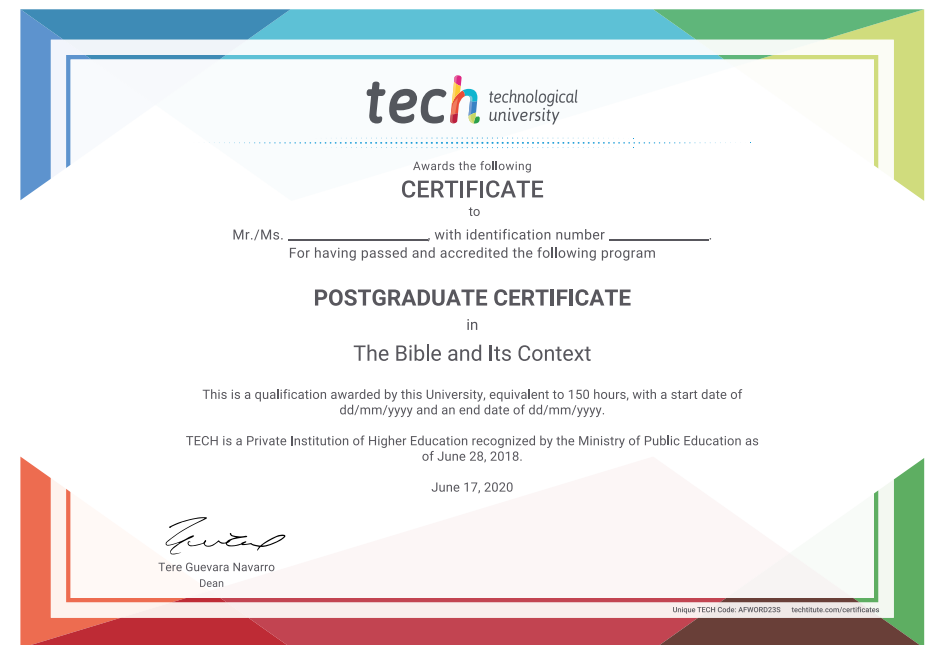 tech technological
university
Awards the following
CERTIFICATE
to
Mr./Ms. ________________, with identification number ____________.
For having passed and accredited the following program
POSTGRADUATE CERTIFICATE
in
The Bible and Its Context
This is a qualification awarded by this University, equivalent to 150 hours, with a start date of
dd/mm/yyyy and an end date of dd/mm/yyyy.
TECH is a Private Institution of Higher Education recognized by the Ministry of Public Education as
of June 28, 2018.
June 17, 2020
Tere Guevara Navarro
Dean
Unique TECH Code: AFWORD23S techtitute.com/certificates